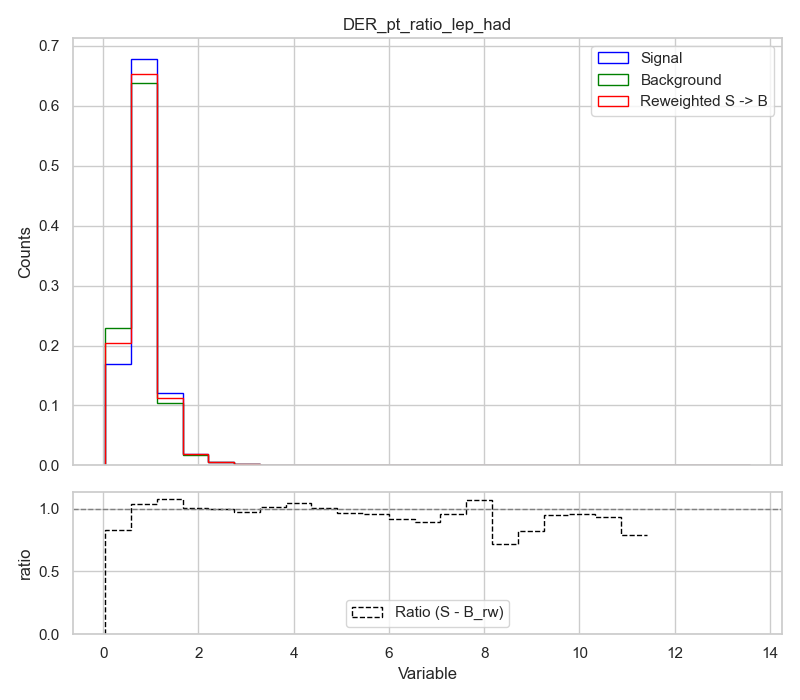 DER_pt_ratio_lep_had
0.7
0.6
0.5
0.4
0.3
0.2
0.1
0.0
Counts
Signal
Background
Reweighted S -> B
1.0
0.5
0.0
ratio
Ratio (S - B_rw)
0 2 4 6 8 10 12 14
Variable